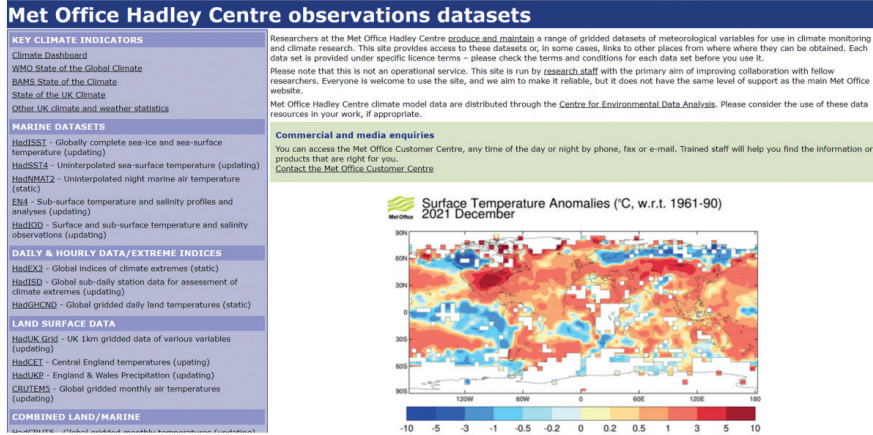 Met Office Hadley Centre observations datasets
KEY CLIMATE INDICATORS
Climate Dashboard
WMO State of the Global Climate
BAMS State of the Climate
State of the UK Climate
Other UK climate and weather statistics
MARINE DATASETS
HadISST - Globally complete sea-ice and sea-surface
temperature (updating)
HadSST4 - Uninterpolated sea-surface temperature (updating)
HadNMAT2 - Uninterpolated night marine air temperature
(static)
EN4 - Sub-surface temperature and salinity profiles and
analyses (updating)
HadIOD - Surface and sub-surface temperature and salinity
observations (updating)
DAILY & HOURLY DATA/EXTREME INDICES
HadEX3 - Global indices of climate extremes (static)
HadISD - Global sub-daily station data for assessment of
climate extremes (updating)
HadGHCND - Global gridded daily land temperatures (static)
LAND SURFACE DATA
HadUK Grid - UK 1km gridded data of various variables
(updating)
HadCET - Central England temperatures (upating)
HadUKP - England & Wales Precipitation (updating)
CRUTEM5 - Global gridded monthly air temperatures
(updating)
COMBINED LAND/MARINE
HadCRUT5 - Global gridded monthly temperatures (updating)
Researchers at the Met Office Hadley Centre produce and maintain a range of gridded datasets of meteorological variables for use in climate monitoring
and climate research. This site provides access to these datasets or, in some cases, links to other places from where where they can be obtained. Each
data set is provided under specific licence terms – please check the terms and conditions for each data set before you use it.
Please note that this is not an operational service. This site is run by research staff with the primary aim of improving collaboration with fellow
researchers. Everyone is welcome to use the site, and we aim to make it reliable, but it does not have the same level of support as the main Met Office
website.
Met Office Hadley Centre climate model data are distributed through the Centre for Environmental Data Analysis. Please consider the use of these data
resources in your work, if appropriate.
Commercial and media enquiries
You can access the Met Office Customer Centre, any time of the day or night by phone, fax or e-mail. Trained staff will help you find the information or
products that are right for you.
Contact the Met Office Customer Centre
Met Office
Surface Temperature Anomalies (°C, w.r.t. 1961-90)
2021 December
90N
60N
30N
0
30S
60S
90S
120W 60W 0 60E 120E 180
-10 -5 -3 -1 -0.5 -0.2 0 0.2 0.5 1 3 5 10